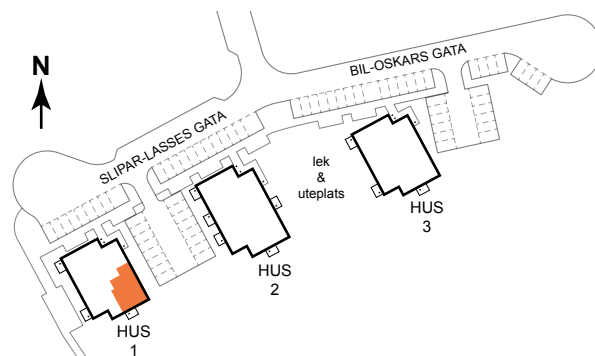 N
BIL-OSKARS GATA
SLIPAR-LASSES GATA
lek
&
uteplats
HUS
3
HUS
2
HUS
1